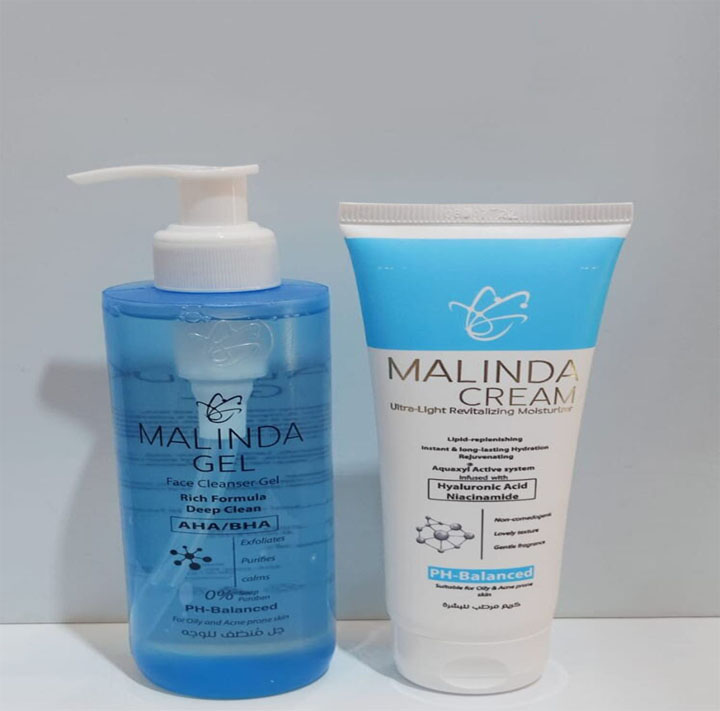 MALINDA
GEL
Face Cleanser Gel
Rich Formula
Deep Clean
AHA/BHA
Exfoliates
Purifies
calms
0% Soap
Paraben
PH-Balanced
For Oily and Acne prone skin
جل مُنَضِف للوجه
MALINDA
CREAM
Ultra-Light Revitalizing Moisturizer
Lipid-replenishing
Instant & long-lasting Hydration
Rejuvenating
Aquaxyl Active system
infused with
Hyaluronic Acid
Niacinamide
Non-comedogenic
Lovely texture
Gentle fragrance
PH-Balanced
Suitable for Oily & Acne prone
skin
كريم مرطب للبشرة